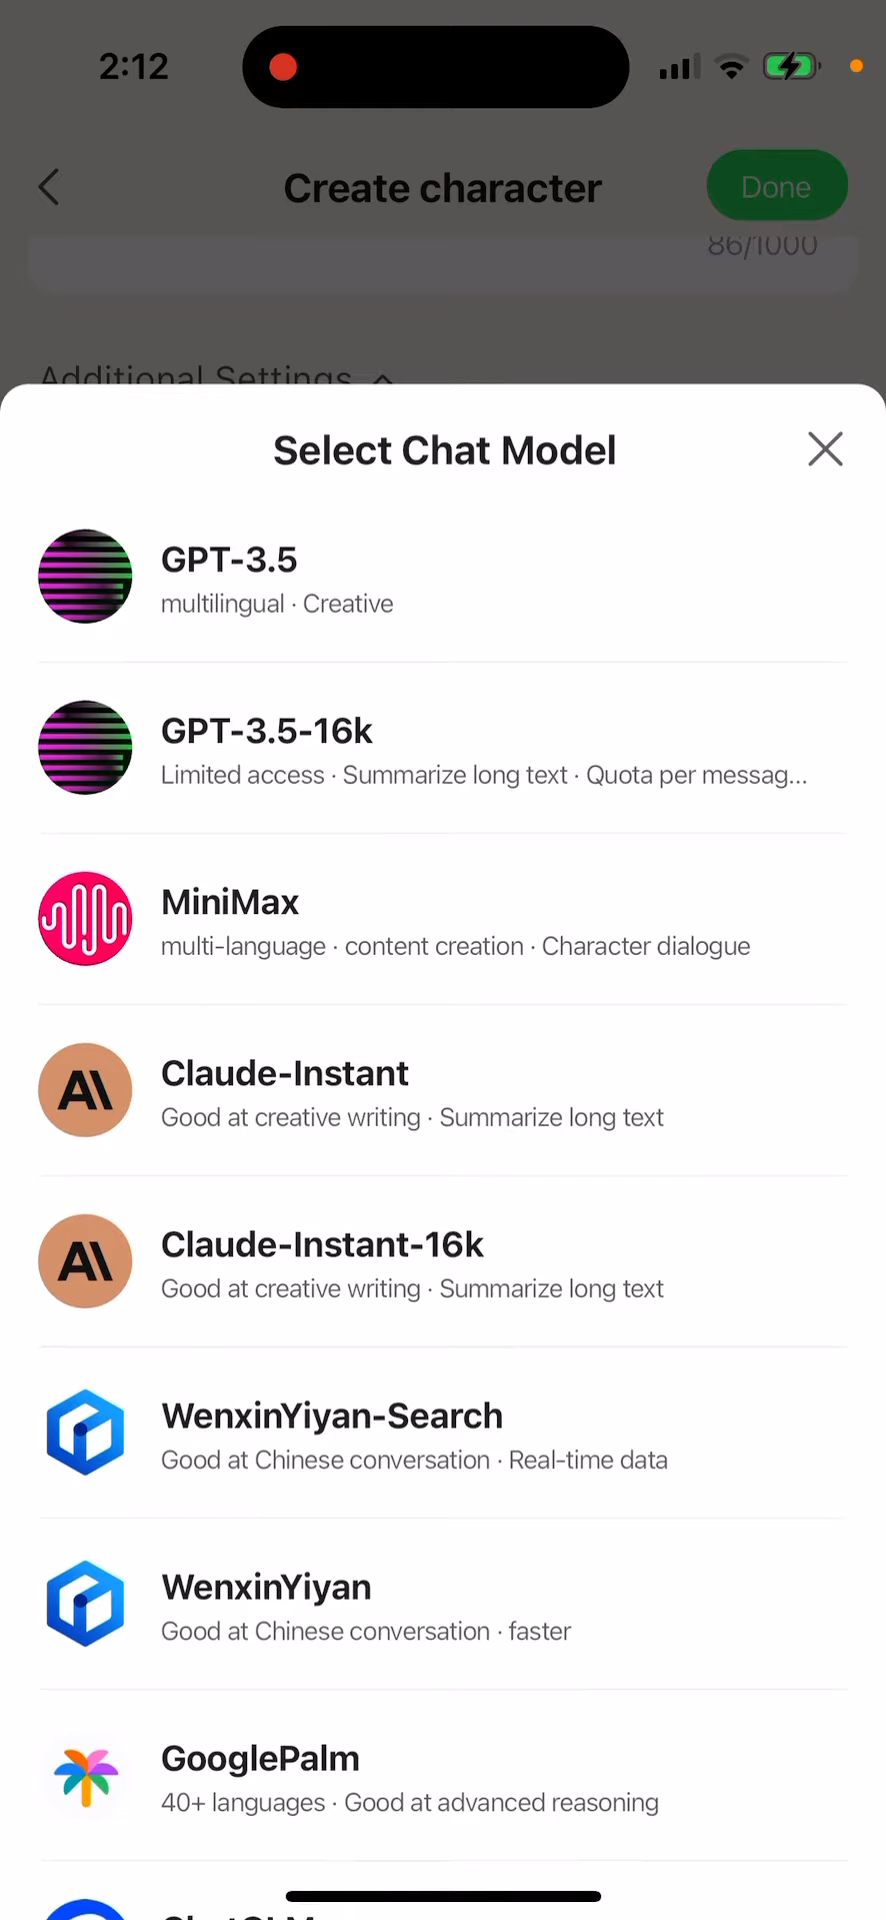 2:12
Create character
Done
86/1000
Additional Settings
Select Chat Model
GPT-3.5
multilingual · Creative
GPT-3.5-16k
Limited access · Summarize long text · Quota per messag...
MiniMax
multi-language · content creation · Character dialogue
Claude-Instant
Good at creative writing · Summarize long text
Claude-Instant-16k
Good at creative writing · Summarize long text
WenxinYiyan-Search
Good at Chinese conversation · Real-time data
WenxinYiyan
Good at Chinese conversation · faster
GooglePalm
40+ languages · Good at advanced reasoning
ChatGLM